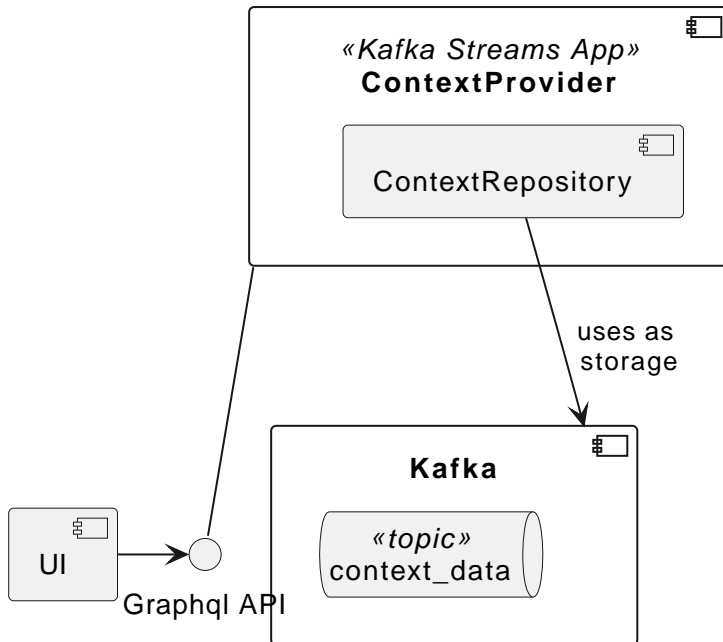 «Kafka Streams App»
ContextProvider
ContextRepository
uses as
storage
Kafka
«topic»
context_data
UI
Graphql API